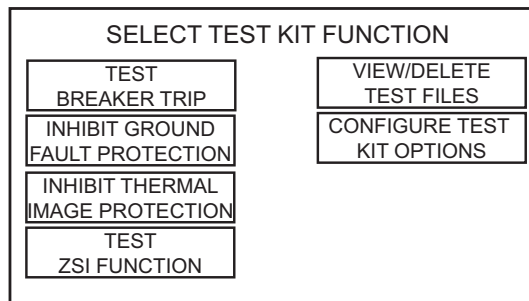 SELECT TEST KIT FUNCTION
TEST
BREAKER TRIP
INHIBIT GROUND
FAULT PROTECTION
INHIBIT THERMAL
IMAGE PROTECTION
TEST
ZSI FUNCTION
VIEW/DELETE
TEST FILES
CONFIGURE TEST
KIT OPTIONS